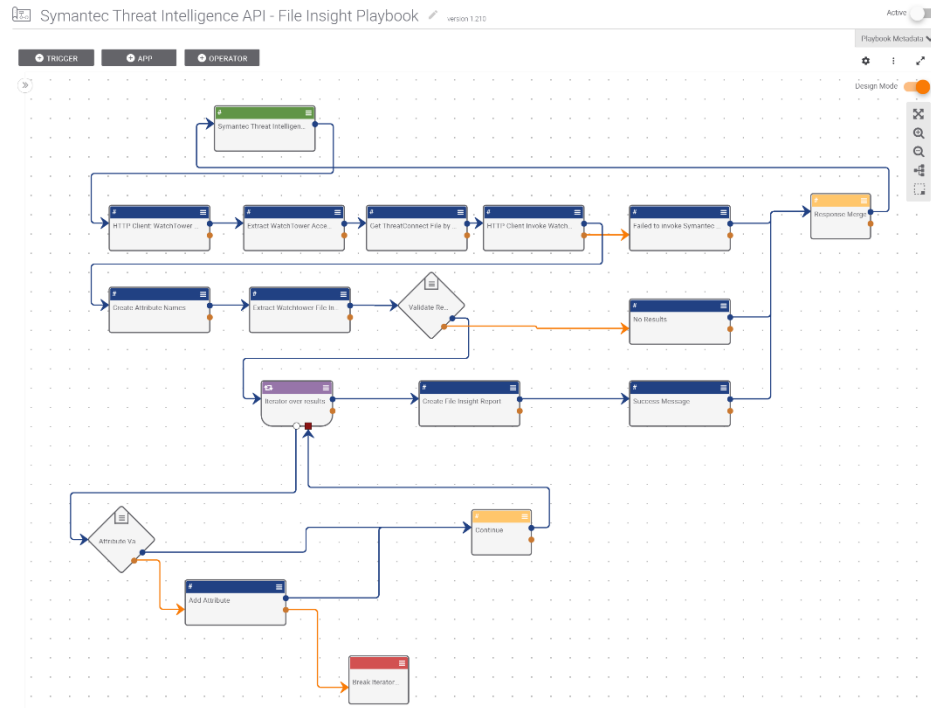 Symantec Threat Intelligence API - File Insight Playbook
version 1.210
Active
Playbook Metadata
TRIGGER
APP
OPERATOR
Design Mode
#
Symantec Threat Intelligen...
#
HTTP Client: WatchTower ...
#
Extract WatchTower Acce...
#
Get ThreatConnect File by ...
#
HTTP Client Invoke Watch...
#
Failed to invoke Symantec ...
#
Response Merge
#
Create Attribute Names
#
Extract Watchtower File In...
Validate Re...
#
No Results
Iterator over results
#
Create File Insight Report
#
Success Message
Attribute Va
#
Continue
#
Add Attribute
Break Iterator...